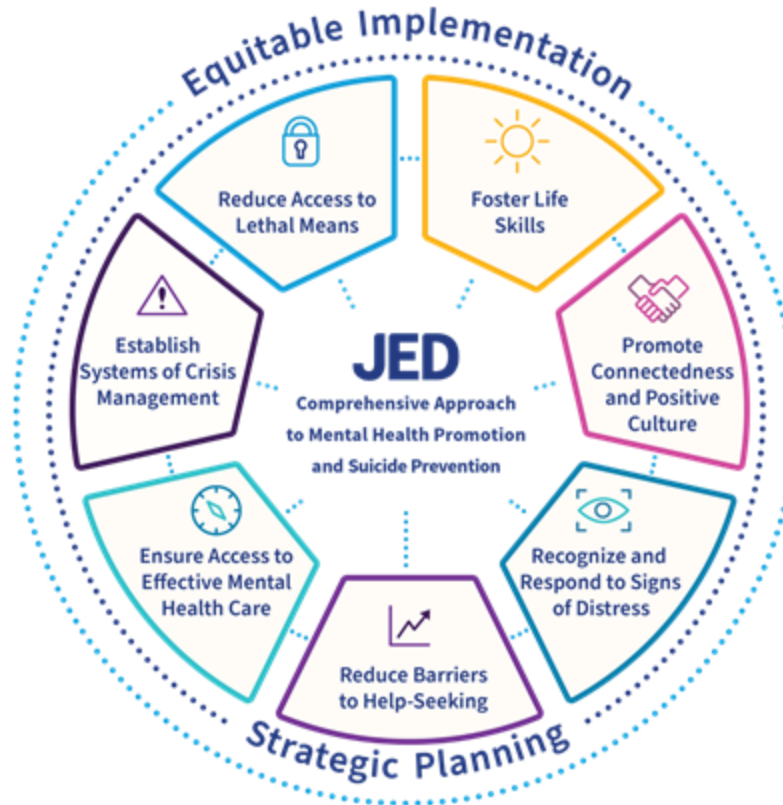 Equitable Implementation
Reduce Access to
Lethal Means
Foster Life
Skills
Establish
Systems of Crisis
Management
Promote
Connectedness
and Positive
Culture
JED
Comprehensive Approach
to Mental Health Promotion
and Suicide Prevention
Ensure Access to
Effective Mental
Health Care
Recognize and
Respond to Signs
of Distress
Reduce Barriers
to Help-Seeking
Strategic Planning